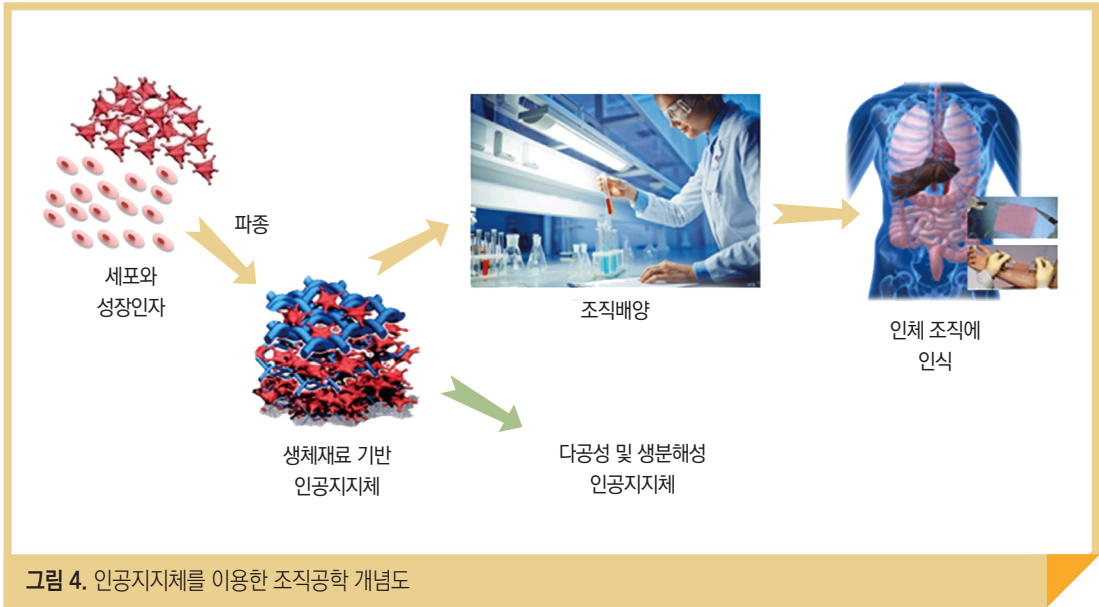 파종
세포와
성장인자
조직배양
인체 조직에
인식
생체재료 기반
인공지지체
다공성 및 생분해성
인공지지체
그림 4. 인공지지체를 이용한 조직공학 개념도